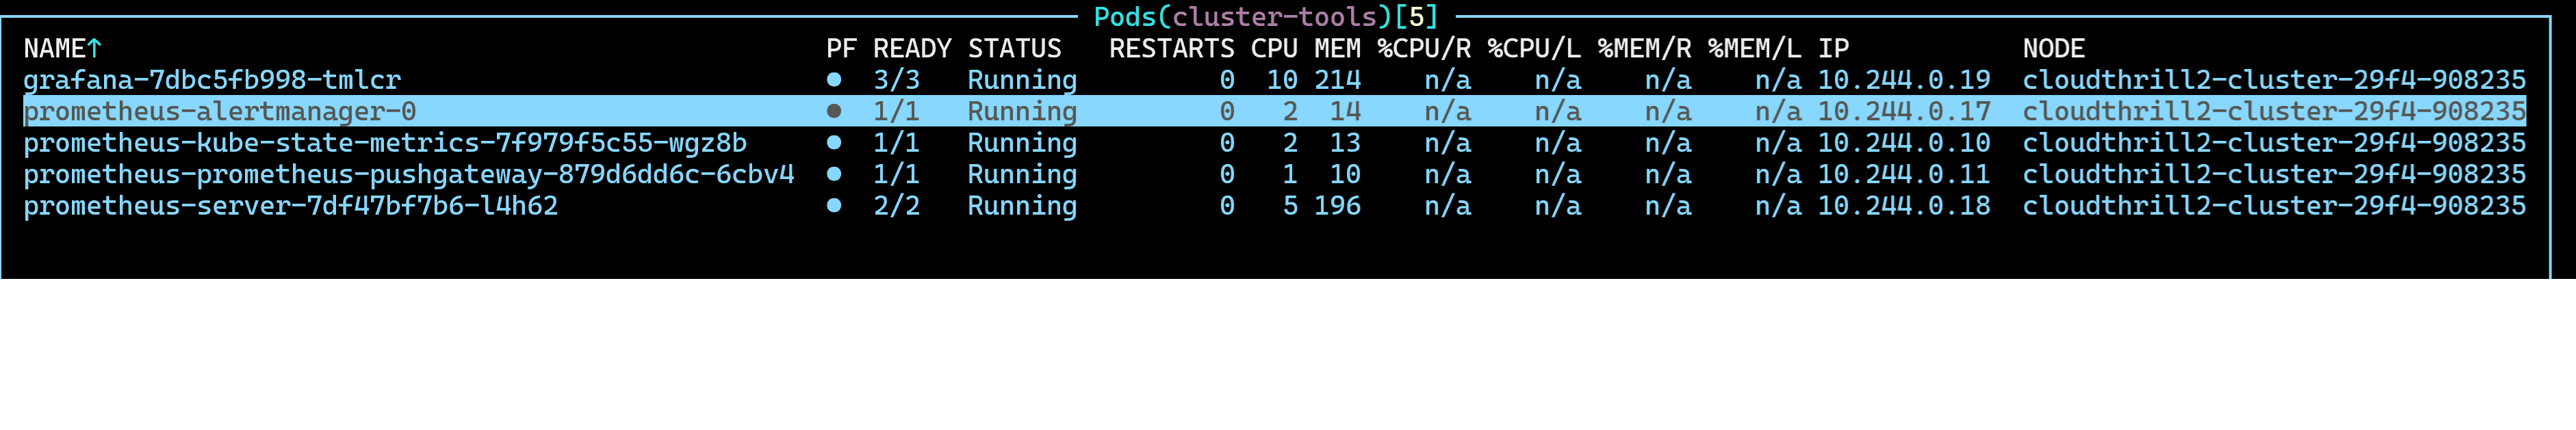 Pods(cluster-tools)[5]
NAME↑ PF READY STATUS RESTARTS CPU MEM %CPU/R %CPU/L %MEM/R %MEM/L IP NODE
grafana-7dbc5fb998-tmlcr ● 3/3 Running 0 10 214 n/a n/a n/a n/a 10.244.0.19 cloudthrill2-cluster-29f4-908235
prometheus-alertmanager-0 ● 1/1 Running 0 2 14 n/a n/a n/a n/a 10.244.0.17 cloudthrill2-cluster-29f4-908235
prometheus-kube-state-metrics-7f979f5c55-wgz8b ● 1/1 Running 0 2 13 n/a n/a n/a n/a 10.244.0.10 cloudthrill2-cluster-29f4-908235
prometheus-prometheus-pushgateway-879d6dd6c-6cbv4 ● 1/1 Running 0 1 10 n/a n/a n/a n/a 10.244.0.11 cloudthrill2-cluster-29f4-908235
prometheus-server-7df47bf7b6-l4h62 ● 2/2 Running 0 5 196 n/a n/a n/a n/a 10.244.0.18 cloudthrill2-cluster-29f4-908235